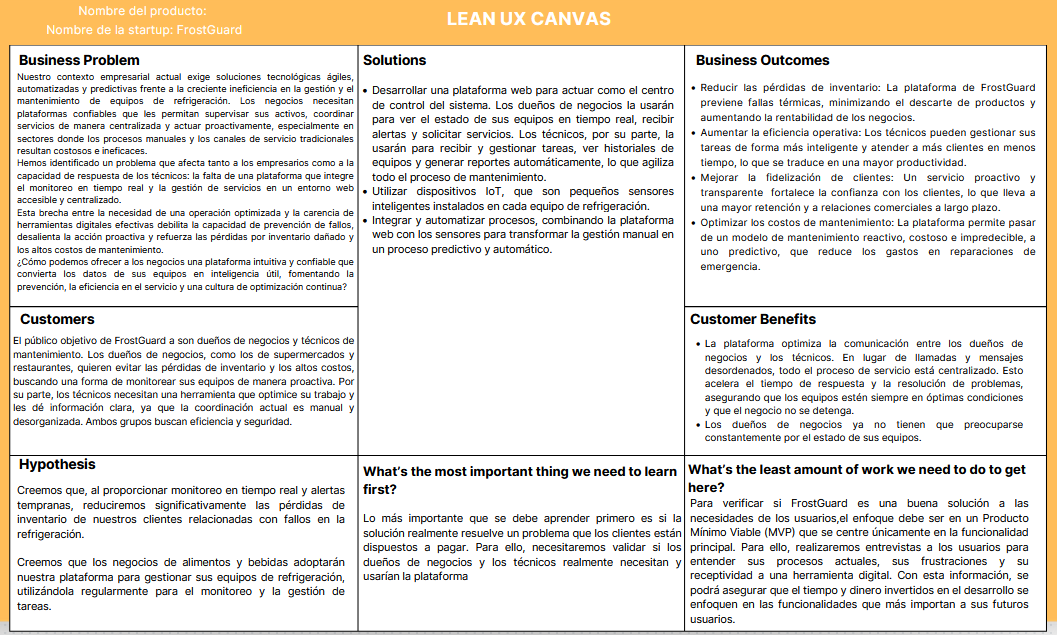 Nombre del producto:
Nombre de la startup: FrostGuard
LEAN UX CANVAS
Business Problem
Nuestro contexto empresarial actual exige soluciones tecnológicas ágiles,
automatizadas y predictivas frente a la creciente ineficiencia en la gestión y el
mantenimiento de equipos de refrigeración. Los negocios necesitan
plataformas confiables que les permitan supervisar sus activos, coordinar
servicios de manera centralizada y actuar proactivamente, especialmente en
sectores donde los procesos manuales y los canales de servicio tradicionales
resultan costosos e ineficaces.
Hemos identificado un problema que afecta tanto a los empresarios como a la
capacidad de respuesta de los técnicos: la falta de una plataforma que integre
el monitoreo en tiempo real y la gestión de servicios en un entorno web
accesible y centralizado.
Esta brecha entre la necesidad de una operación optimizada y la carencia de
herramientas digitales efectivas debilita la capacidad de prevención de fallos,
desalienta la acción proactiva y refuerza las pérdidas por inventario dañado y
los altos costos de mantenimiento.
¿Cómo podemos ofrecer a los negocios una plataforma intuitiva y confiable que
convierta los datos de sus equipos en inteligencia útil, fomentando la
prevención, la eficiencia en el servicio y una cultura de optimización continua?
Solutions
• Desarrollar una plataforma web para actuar como el centro
de control del sistema. Los dueños de negocios la usarán
para ver el estado de sus equipos en tiempo real, recibir
alertas y solicitar servicios. Los técnicos, por su parte, la
usarán para recibir y gestionar tareas, ver historiales de
equipos y generar reportes automáticamente, lo que agiliza
todo el proceso de mantenimiento.
• Utilizar dispositivos IoT, que son pequeños sensores
inteligentes instalados en cada equipo de refrigeración.
• Integrar y automatizar procesos, combinando la plataforma
web con los sensores para transformar la gestión manual en
un proceso predictivo y automático.
Business Outcomes
• Reducir las pérdidas de inventario: La plataforma de FrostGuard
previene fallas térmicas, minimizando el descarte de productos y
aumentando la rentabilidad de los negocios.
• Aumentar la eficiencia operativa: Los técnicos pueden gestionar sus
tareas de forma más inteligente y atender a más clientes en menos
tiempo, lo que se traduce en una mayor productividad.
• Mejorar la fidelización de clientes: Un servicio proactivo y
transparente fortalece la confianza con los clientes, lo que lleva a
una mayor retención y a relaciones comerciales a largo plazo.
• Optimizar los costos de mantenimiento: La plataforma permite pasar
de un modelo de mantenimiento reactivo, costoso e impredecible, a
uno predictivo, que reduce los gastos en reparaciones de
emergencia.
Customers
El público objetivo de FrostGuard a son dueños de negocios y técnicos de
mantenimiento. Los dueños de negocios, como los de supermercados y
restaurantes, quieren evitar las pérdidas de inventario y los altos costos,
buscando una forma de monitorear sus equipos de manera proactiva. Por
su parte, los técnicos necesitan una herramienta que optimice su trabajo y
les dé información clara, ya que la coordinación actual es manual y
desorganizada. Ambos grupos buscan eficiencia y seguridad.
Customer Benefits
• La plataforma optimiza la comunicación entre los dueños de
negocios y los técnicos. En lugar de llamadas y mensajes
desordenados, todo el proceso de servicio está centralizado. Esto
acelera el tiempo de respuesta y la resolución de problemas,
asegurando que los equipos estén siempre en óptimas condiciones
y que el negocio no se detenga.
• Los dueños de negocios ya no tienen que preocuparse
constantemente por el estado de sus equipos.
Hypothesis
Creemos que, al proporcionar monitoreo en tiempo real y alertas
tempranas, reduciremos significativamente las pérdidas de
inventario de nuestros clientes relacionadas con fallos en la
refrigeración.
Creemos que los negocios de alimentos y bebidas adoptarán
nuestra plataforma para gestionar sus equipos de refrigeración,
utilizándola regularmente para el monitoreo y la gestión de
tareas.
What's the most important thing we need to learn
first?
Lo más importante que se debe aprender primero es si la
solución realmente resuelve un problema que los clientes están
dispuestos a pagar. Para ello, necesitaremos validar si los
dueños de negocios y los técnicos realmente necesitan y
usarían la plataforma
What's the least amount of work we need to do to get
here?
Para verificar si FrostGuard es una buena solución a las
necesidades de los usuarios,el enfoque debe ser en un Producto
Mínimo Viable (MVP) que se centre únicamente en la funcionalidad
principal. Para ello, realizaremos entrevistas a los usuarios para
entender sus procesos actuales, sus frustraciones y su
receptividad a una herramienta digital. Con esta información, se
podrá asegurar que el tiempo y dinero invertidos en el desarrollo se
enfoquen en las funcionalidades que más importan a sus futuros
usuarios.